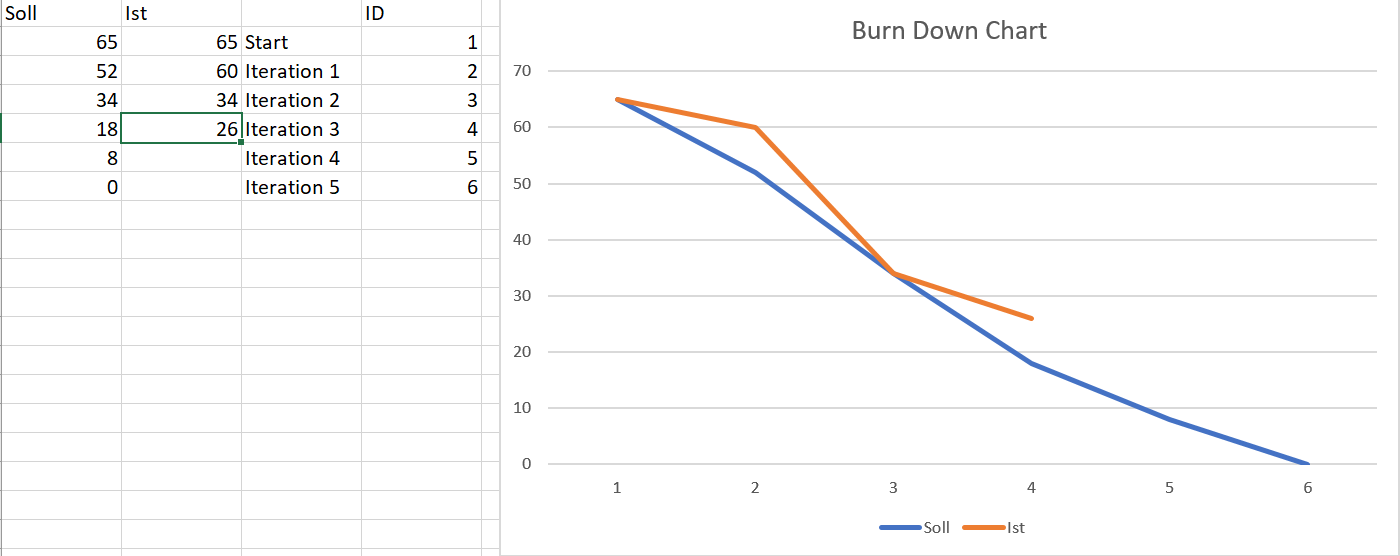 Soll Ist ID
65 65 Start 1
52 60 Iteration 1 2
34 34 Iteration 2 3
18 26 Iteration 3 4
8 Iteration 4 5
0 Iteration 5 6
Burn Down Chart
70
60
50
40
30
20
10
0
1 2 3 4 5 6
Soll Ist